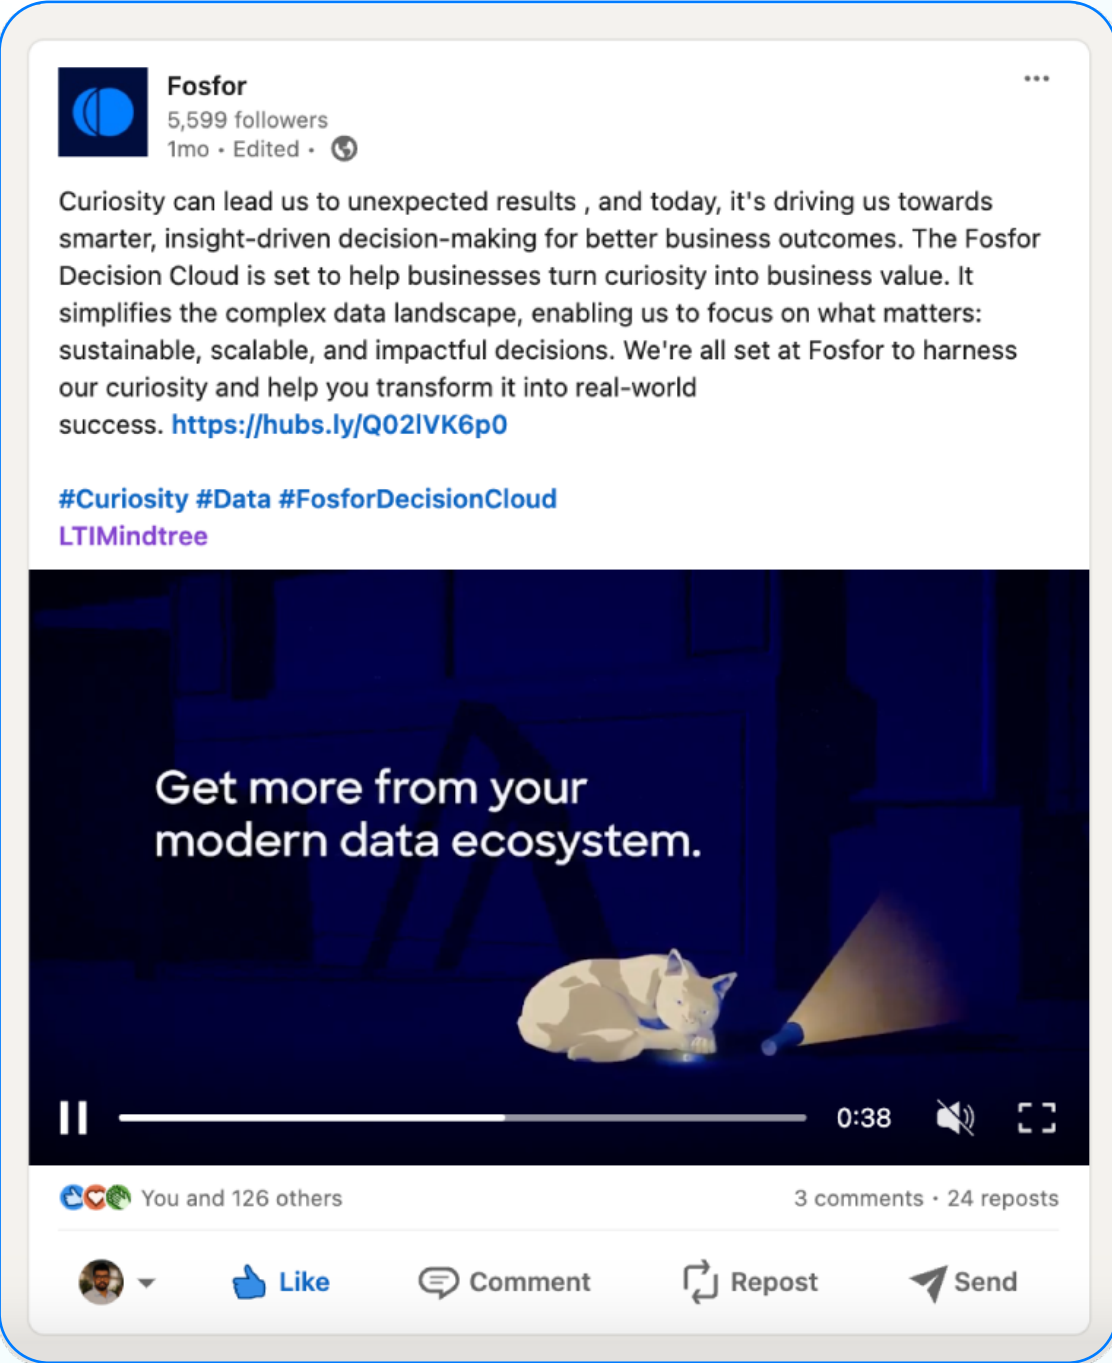 Fosfor
5,599 followers
1mo • Edited •
Curiosity can lead us to unexpected results , and today, it's driving us towards
smarter, insight-driven decision-making for better business outcomes. The Fosfor
Decision Cloud is set to help businesses turn curiosity into business value. It
simplifies the complex data landscape, enabling us to focus on what matters:
sustainable, scalable, and impactful decisions. We're all set at Fosfor to harness
our curiosity and help you transform it into real-world
success. https://hubs.ly/Q02lVK6p0
#Curiosity #Data #FosforDecisionCloud
LTIMindtree
Get more from your
modern data ecosystem.
0:38
You and 126 others
3 comments • 24 reposts
Like
Comment
Repost
Send